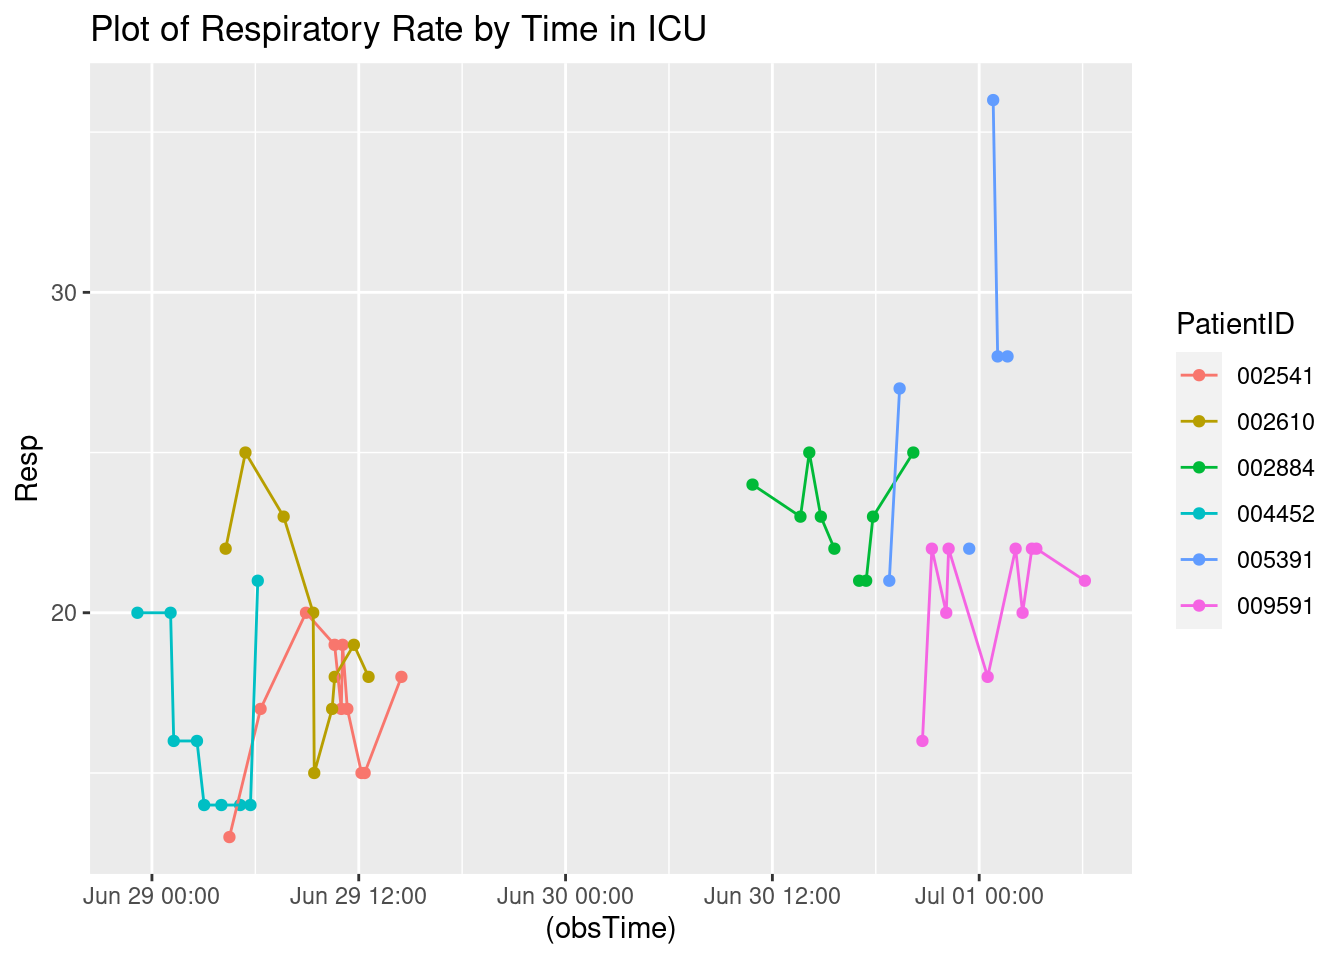 Plot of Respiratory Rate by Time in ICU
Resp
30
20
Jun 29 00:00 Jun 29 12:00 Jun 30 00:00 Jun 30 12:00 Jul 01 00:00
(obsTime)
PatientID
002541
002610
002884
004452
005391
009591